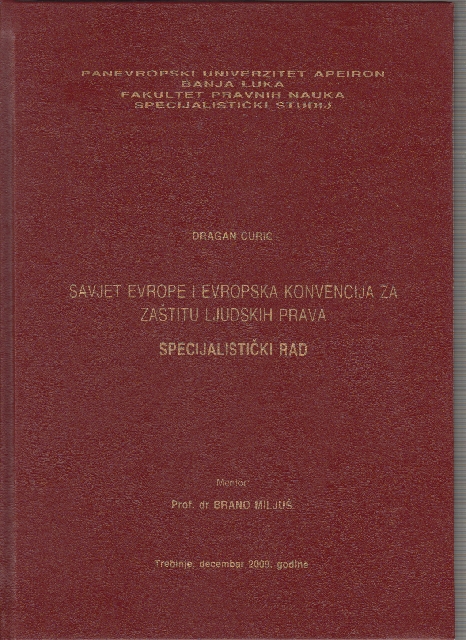 PANEVROPSKI UNIVERZITET APEIRON
BANJA LUKA
FAKULTET PRAVNIH NAUKA
SPECIJALISTIČKI STUDIJ
DRAGAN ĆURIĆ
SAVJET EVROPE I EVROPSKA KONVENCIJA ZA
ZAŠTITU LJUDSKIH PRAVA
SPECIJALISTIČKI RAD
Mentor
Prof. dr BRANO MILJUŠ
Trebinje, decembar 2009. godine